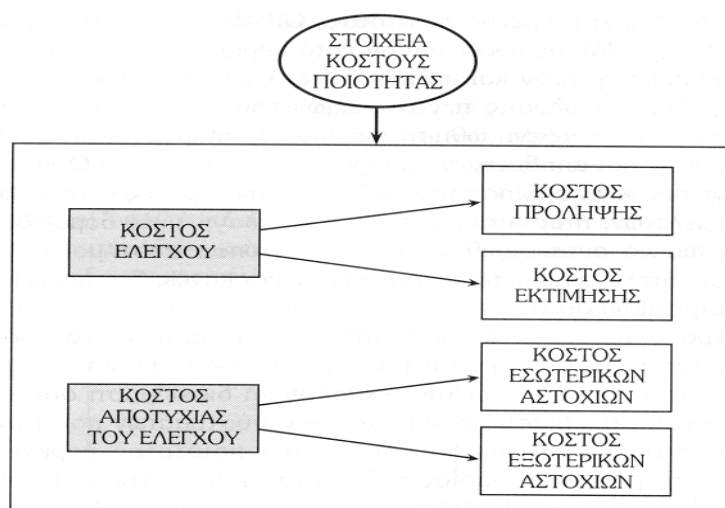 ΣΤΟΙΧΕΙΑ
ΚΟΣΤΟΥΣ
ΠΟΙΟΤΗΤΑΣ
ΚΟΣΤΟΣ
ΕΛΕΓΧΟΥ
ΚΟΣΤΟΣ
ΠΡΟΛΗΨΗΣ
ΚΟΣΤΟΣ
ΕΚΤΙΜΗΣΗΣ
ΚΟΣΤΟΣ
ΑΠΟΤΥΧΙΑΣ
ΤΟΥ ΕΛΕΓΧΟΥ
ΚΟΣΤΟΣ
ΕΣΩΤΕΡΙΚΩΝ
ΑΣΤΟΧΙΩΝ
ΚΟΣΤΟΣ
ΕΞΩΤΕΡΙΚΩΝ
ΑΣΤΟΧΙΩΝ